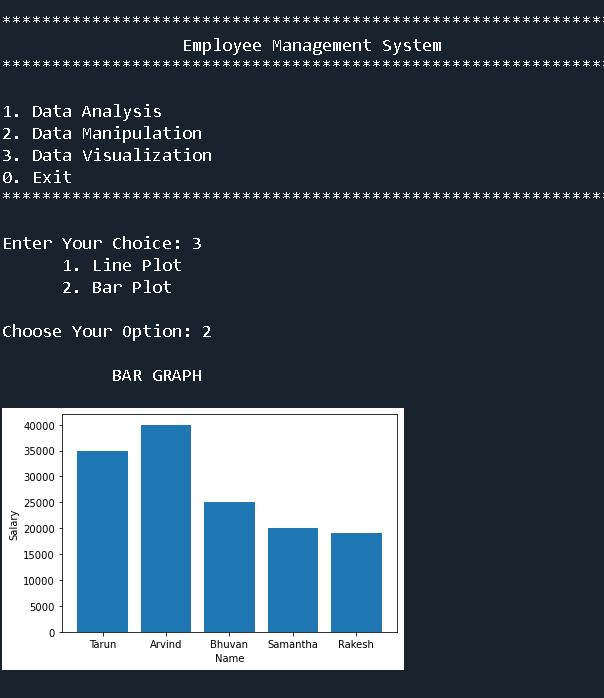 ************************************************************
Employee Management System
************************************************************
1. Data Analysis
2. Data Manipulation
3. Data Visualization
0. Exit
************************************************************
Enter Your Choice: 3
1. Line Plot
2. Bar Plot
Choose Your Option: 2
BAR GRAPH
40000
35000
30000
25000
20000
15000
10000
5000
0
Salary
Tarun Arvind Bhuvan Samantha Rakesh
Name